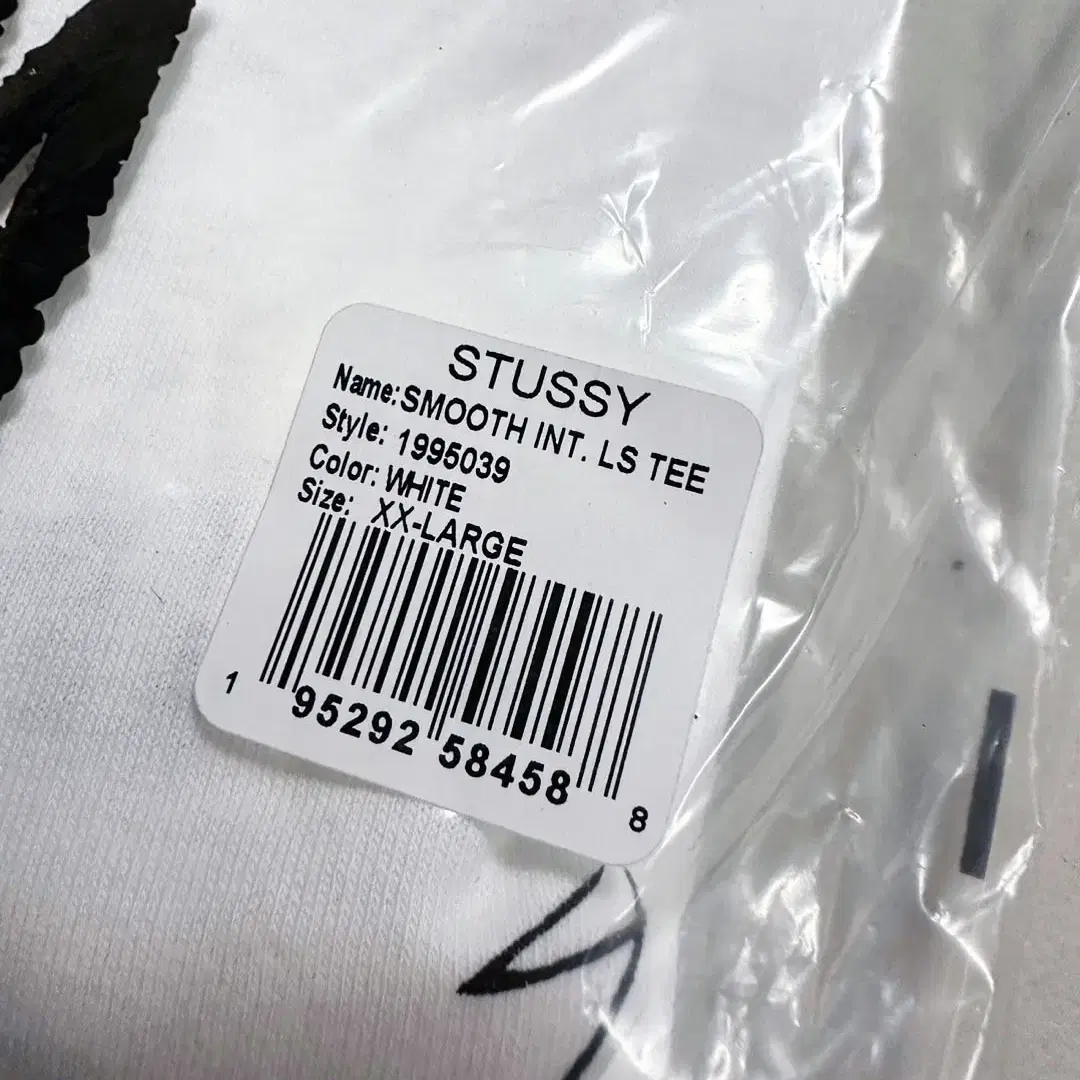 STUSSY
Name: SMOOTH INT. LS TEE
Style: 1995039
Color: WHITE
Size: XX-LARGE
1 95292 58458 8